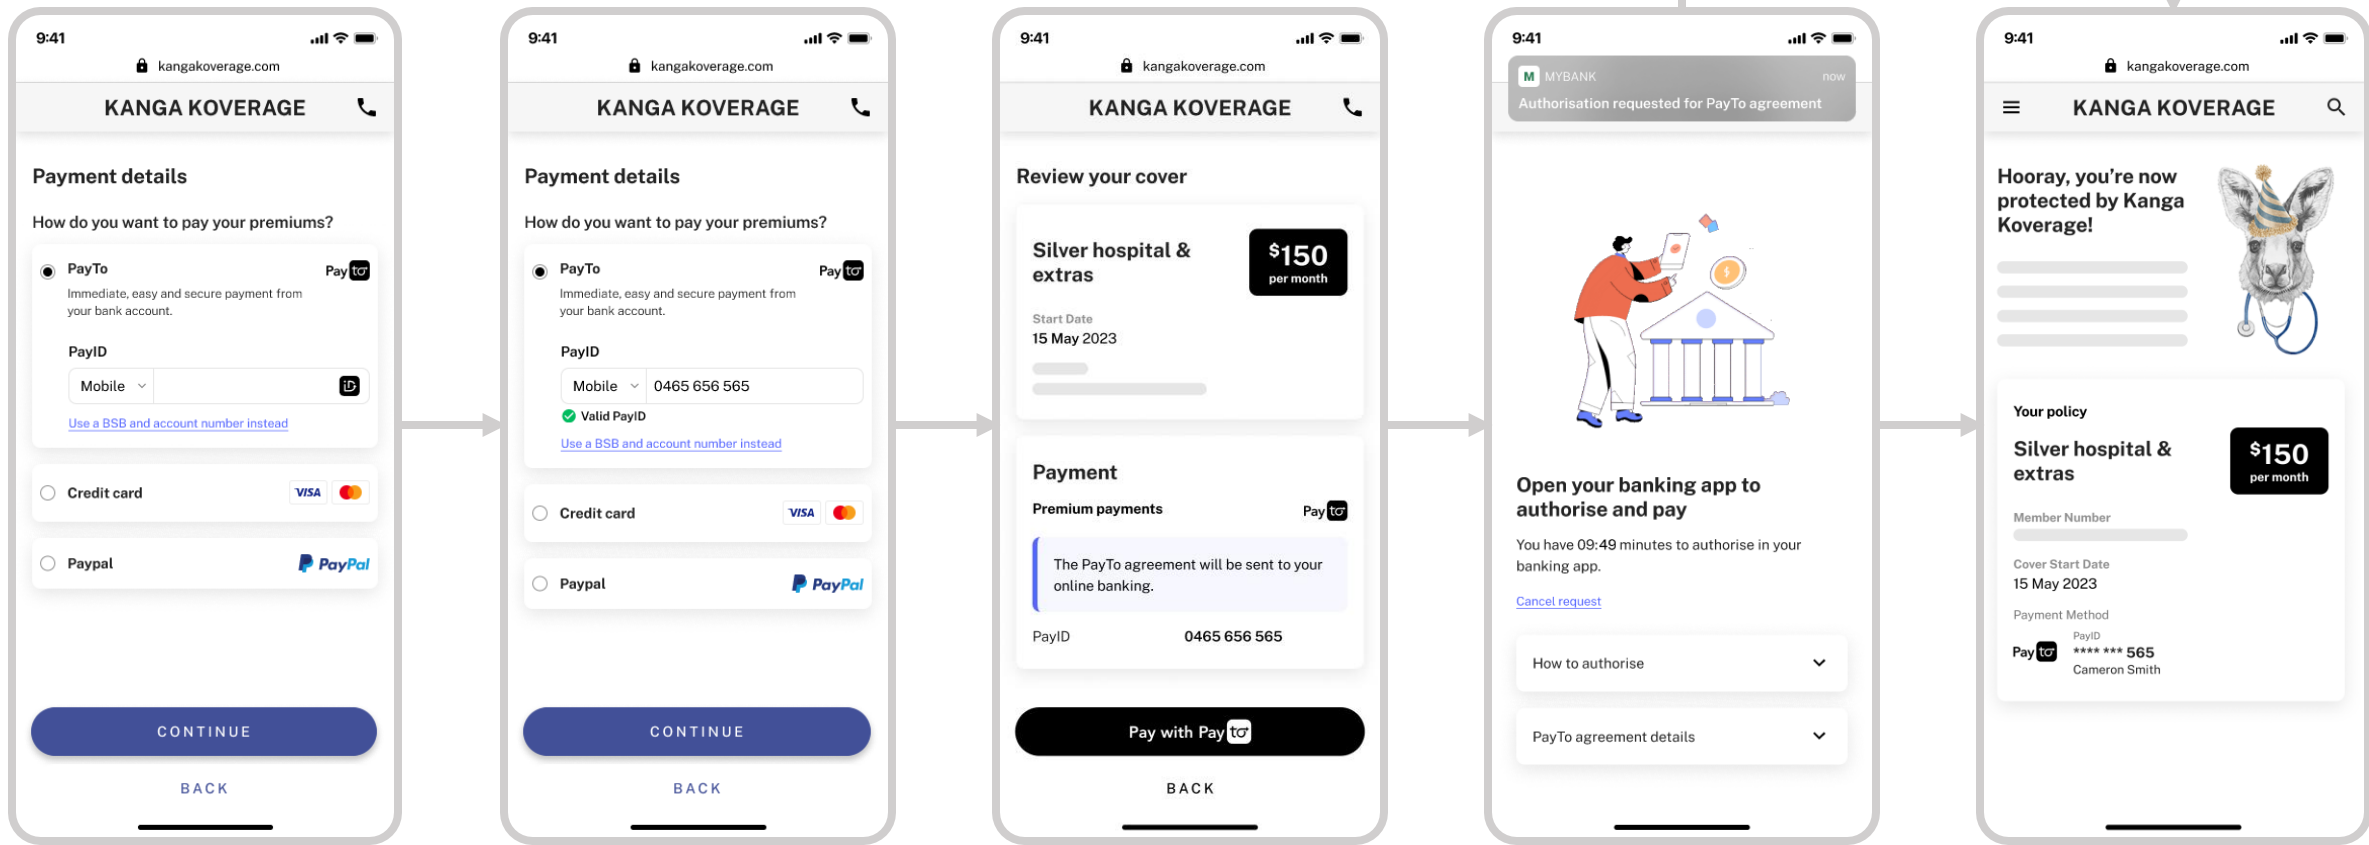 9:41
kangakoverage.com
KANGA KOVERAGE
Payment details
How do you want to pay your premiums?
PayTo
Pay to
Immediate, easy and secure payment from
your bank account.
PayID
Mobile
iD
Use a BSB and account number instead
Credit card
VISA
Paypal
PayPal
CONTINUE
BACK
9:41
kangakoverage.com
KANGA KOVERAGE
Payment details
How do you want to pay your premiums?
PayTo
Pay to
Immediate, easy and secure payment from
your bank account.
PayID
Mobile
0465 656 565
Valid PayID
Use a BSB and account number instead
Credit card
VISA
Paypal
PayPal
CONTINUE
BACK
9:41
kangakoverage.com
KANGA KOVERAGE
Review your cover
Silver hospital &
extras
$150
per month
Start Date
15 May 2023
Payment
Premium payments
Pay to
The PayTo agreement will be sent to your
online banking.
PayID
0465 656 565
Pay with Pay to
BACK
9:41
M MYBANK
now
Authorisation requested for PayTo agreement
$
Open your banking app to
authorise and pay
You have 09:49 minutes to authorise in your
banking app.
Cancel request
How to authorise
PayTo agreement details
9:41
kangakoverage.com
KANGA KOVERAGE
Hooray, you’re now
protected by Kanga
Koverage!
Your policy
Silver hospital &
extras
$150
per month
Member Number
Cover Start Date
15 May 2023
Payment Method
Pay to
PayID
**** *** 565
Cameron Smith